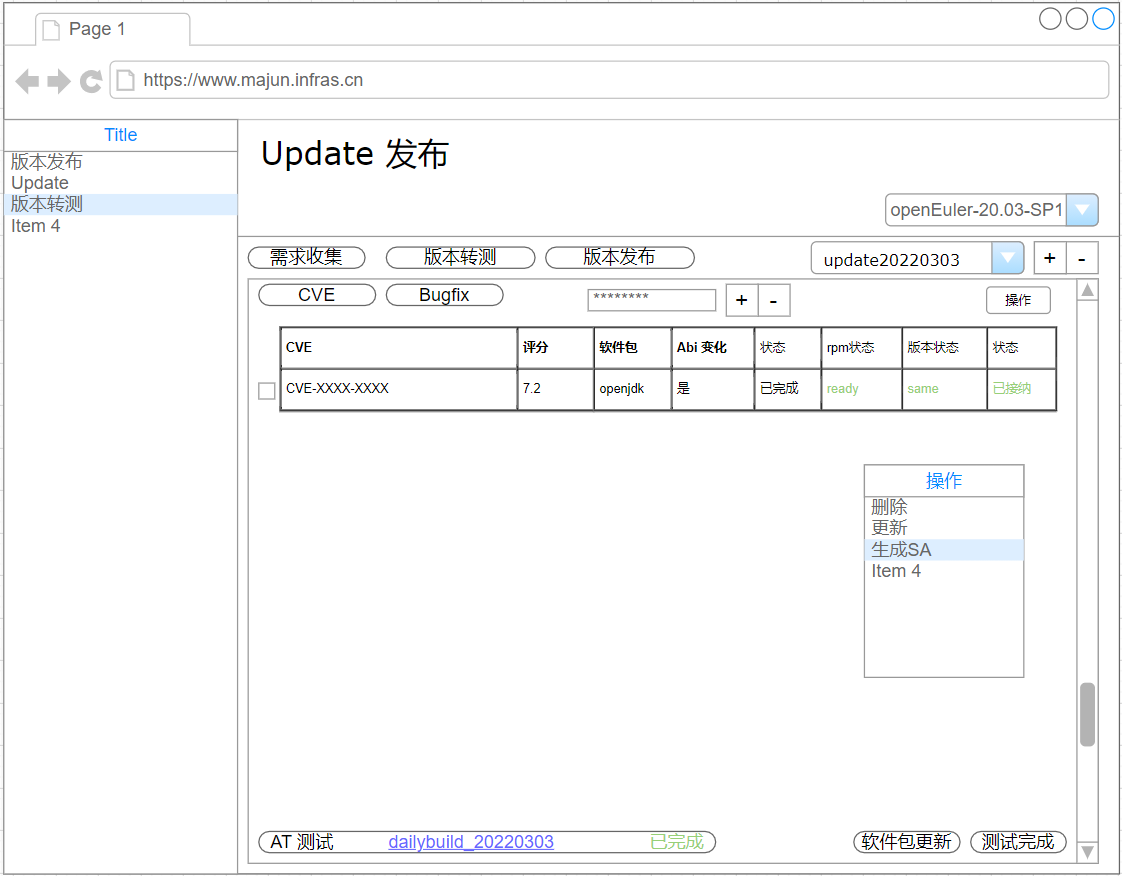 Page 1
https://www.majun.infras.cn
Title
版本发布
Update
版本转测
Item 4
Update 发布
openEuler-20.03-SP1
需求收集 版本转测 版本发布 update20220303 + -
CVE Bugfix ******** + - 操作
CVE 评分 软件包 Abi 变化 状态 rpm状态 版本状态 状态
CVE-XXXX-XXXX 7.2 openjdk 是 已完成 ready same 已接纳
操作
删除
更新
生成SA
Item 4
AT 测试 dailybuild_20220303 已完成 软件包更新 测试完成